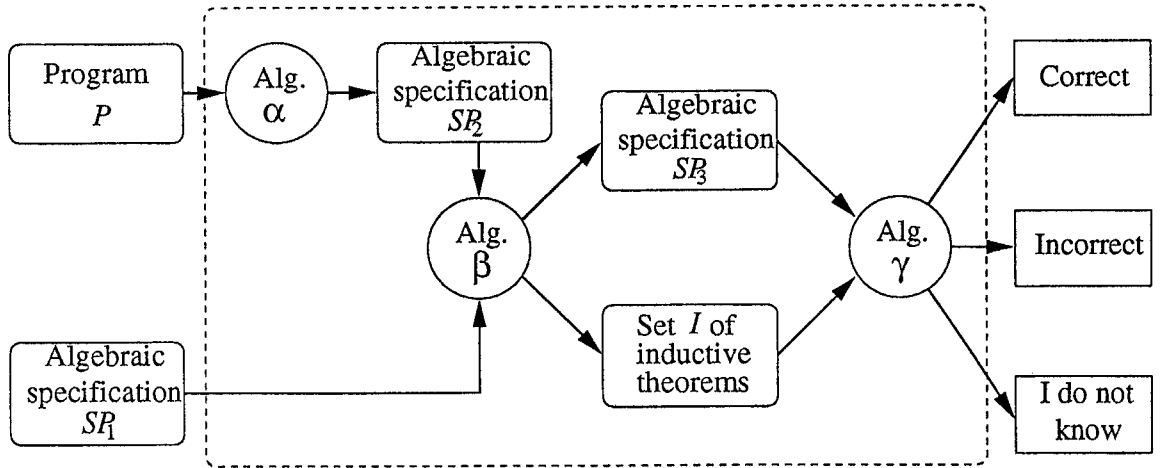 Program
P
Alg.
α
Algebraic
specification
SP2
Algebraic
specification
SP3
Correct
Alg.
β
Alg.
γ
Incorrect
Set I of
inductive
theorems
Algebraic
specification
SP1
I do not
know